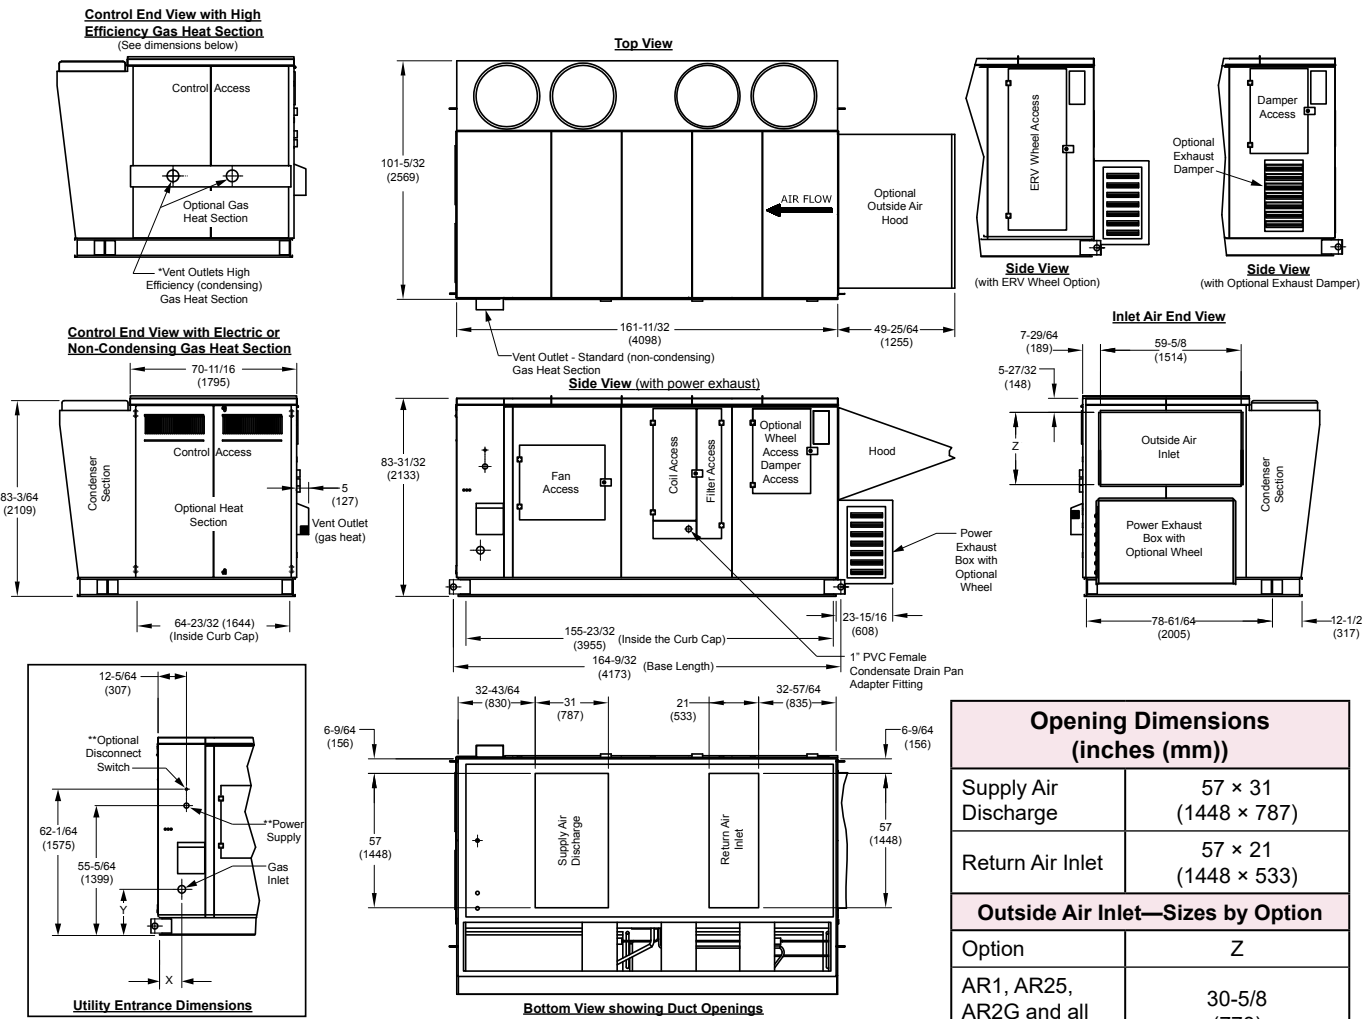 Control End View with High
Efficiency Gas Heat Section
(See dimensions below)
Control Access
Optional Gas
Heat Section
*Vent Outlets High
Efficiency (condensing)
Gas Heat Section
Top View
101-5/32
(2569)
AIR FLOW
Optional
Outside Air
Hood
161-11/32
(4098)
49-25/64
(1255)
Vent Outlet - Standard (non-condensing)
Gas Heat Section
ERV Wheel Access
Side View
(with ERV Wheel Option)
Damper
Access
Optional
Exhaust
Damper
Side View
(with Optional Exhaust Damper)
Control End View with Electric or
Non-Condensing Gas Heat Section
70-11/16
(1795)
83-3/64
(2109)
Condenser
Section
Control Access
Optional Heat
Section
5
(127)
Vent Outlet
(gas heat)
64-23/32 (1644)
(Inside Curb Cap)
Side View (with power exhaust)
83-31/32
(2133)
Fan
Access
Coil Access
Filter Access
Optional
Wheel
Access
Damper
Access
Hood
Power
Exhaust
Box with
Optional
Wheel
23-15/16
(608)
155-23/32 (Inside the Curb Cap)
(3955)
164-9/32 (Base Length)
(4173)
1" PVC Female
Condensate Drain Pan
Adapter Fitting
Inlet Air End View
7-29/64
(189)
59-5/8
(1514)
5-27/32
(148)
Z
Outside Air
Inlet
Power Exhaust
Box with
Optional Wheel
Condenser
Section
78-61/64
(2005)
12-1/2
(317)
12-5/64
(307)
**Optional
Disconnect
Switch
62-1/64
(1575)
55-5/64
(1399)
**Power
Supply
Gas
Inlet
Y
X
Utility Entrance Dimensions
32-43/64
(830)
31
(787)
21
(533)
32-57/64
(835)
6-9/64
(156)
6-9/64
(156)
57
(1448)
Supply Air
Discharge
Return Air
Inlet
57
(1448)
Bottom View showing Duct Openings
Opening Dimensions
(inches (mm))
Supply Air
Discharge
57 × 31
(1448 × 787)
Return Air Inlet
57 × 21
(1448 × 533)
Outside Air Inlet—Sizes by Option
Option
Z
AR1, AR25,
AR2G and all
30-5/8